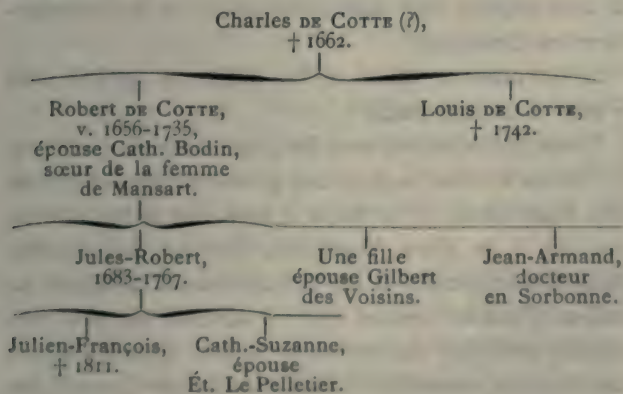 Charles DE COTTE (?),
† 1662.
Robert DE COTTE,
v. 1656-1735,
épouse Cath. Bodin,
sœur de la femme
de Mansart.
Louis DE COTTE,
† 1742.
Jules-Robert,
1683-1767.
Une fille
épouse Gilbert
des Voisins.
Jean-Armand,
docteur
en Sorbonne.
Julien-François,
† 1811.
Cath.-Suzanne,
épouse
Ét. Le Pelletier.